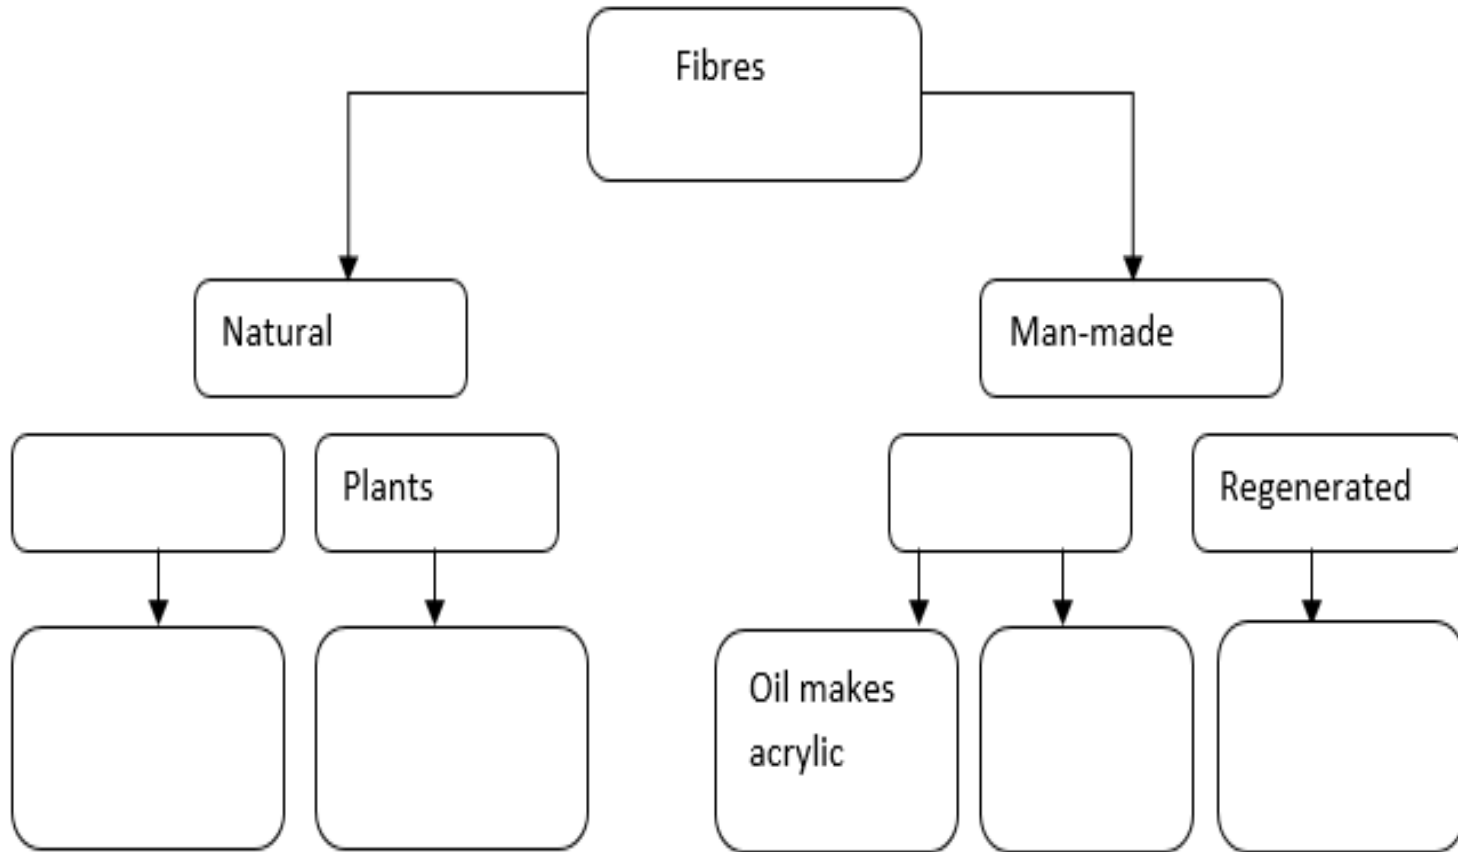 Fibres
Natural
Man-made
Plants
Regenerated
Oil makes
acrylic